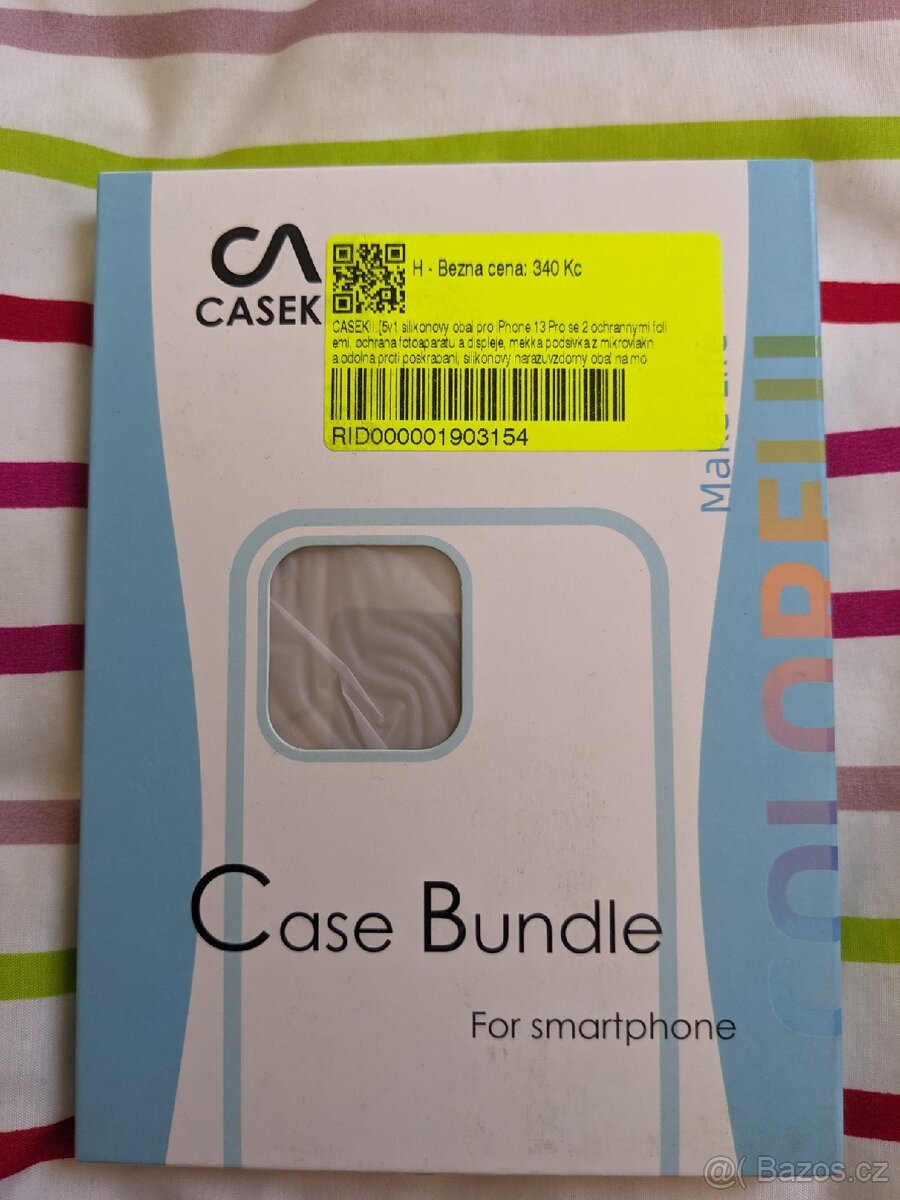 CA
CASEK
H - Bezna cena: 340 Kc
CASEKI [5v1 silikonovy obal pro iPhone 13 Pro se 2 ochrannymi foli
emi, ochrana fotoaparatu a displeje, mekka podsivka z mikrovlakn
a odolna proti poskrabani, silikonovy narazuvzdorny obal na mo
RID000001903154
Make
COLORFUL
Case Bundle
For smartphone
@( Bazos.cz